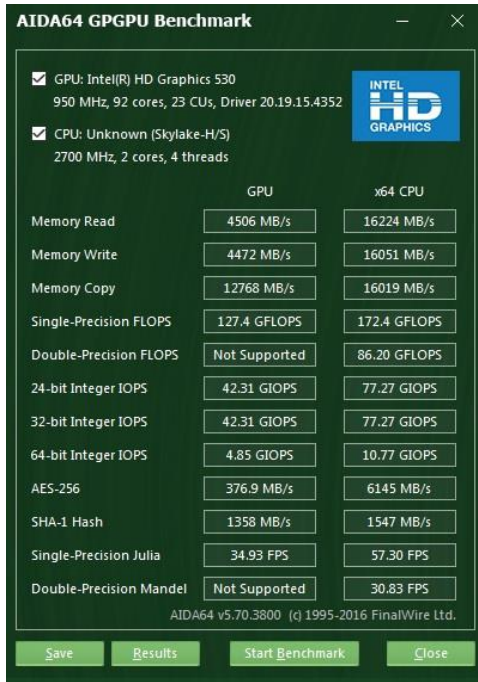 AIDA64 GPGPU Benchmark
GPU: Intel(R) HD Graphics 530
950 MHz, 92 cores, 23 CUs, Driver 20.19.15.4352
CPU: Unknown (Skylake-H/S)
2700 MHz, 2 cores, 4 threads
INTEL
HD
GRAPHICS
GPU x64 CPU
Memory Read 4506 MB/s 16224 MB/s
Memory Write 4472 MB/s 16051 MB/s
Memory Copy 12768 MB/s 16019 MB/s
Single-Precision FLOPS 127.4 GFLOPS 172.4 GFLOPS
Double-Precision FLOPS Not Supported 86.20 GFLOPS
24-bit Integer IOPS 42.31 GIOPS 77.27 GIOPS
32-bit Integer IOPS 42.31 GIOPS 77.27 GIOPS
64-bit Integer IOPS 4.85 GIOPS 10.77 GIOPS
AES-256 376.9 MB/s 6145 MB/s
SHA-1 Hash 1358 MB/s 1547 MB/s
Single-Precision Julia 34.93 FPS 57.30 FPS
Double-Precision Mandel Not Supported 30.83 FPS
AIDA64 v5.70.3800 (c) 1995-2016 FinalWire Ltd.
Save Results Start Benchmark Close